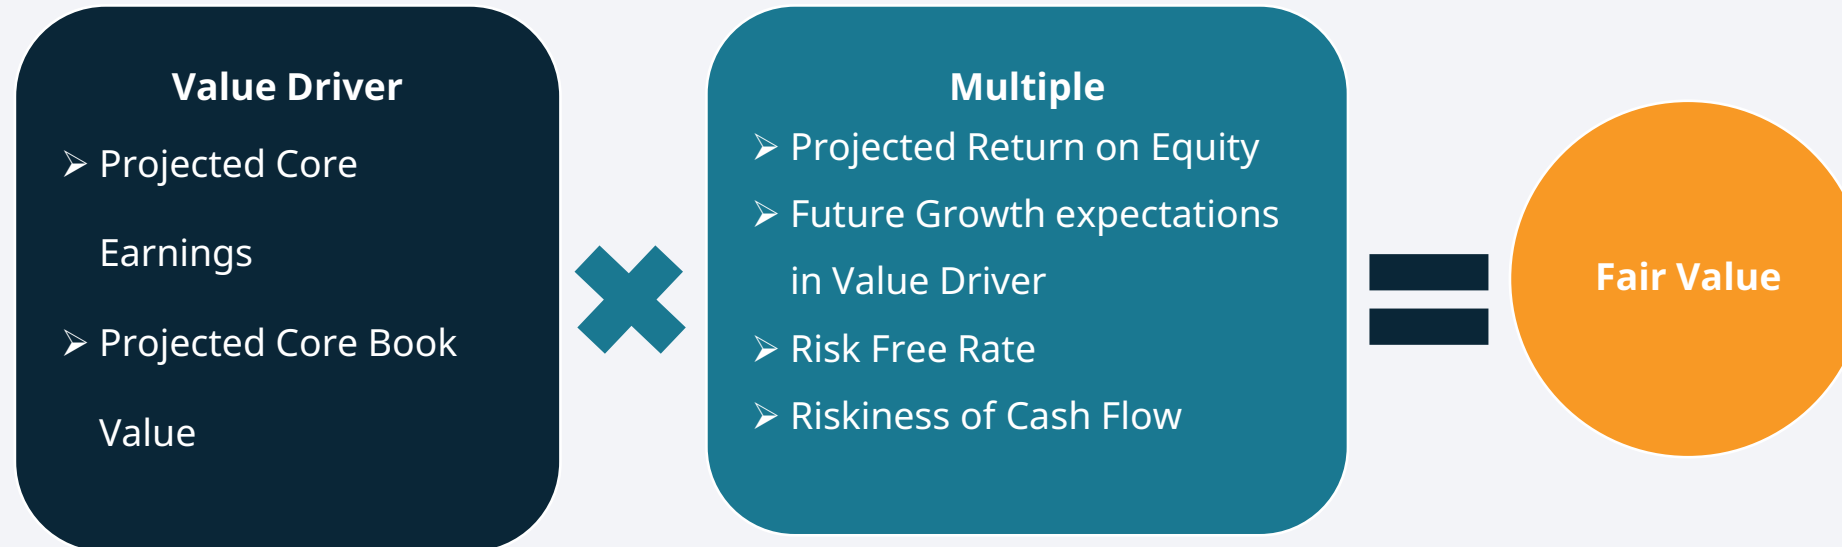 Value Driver
➢ Projected Core
Earnings
➢ Projected Core Book
Value
Multiple
➢ Projected Return on Equity
➢ Future Growth expectations
in Value Driver
➢ Risk Free Rate
➢ Riskiness of Cash Flow
Fair Value